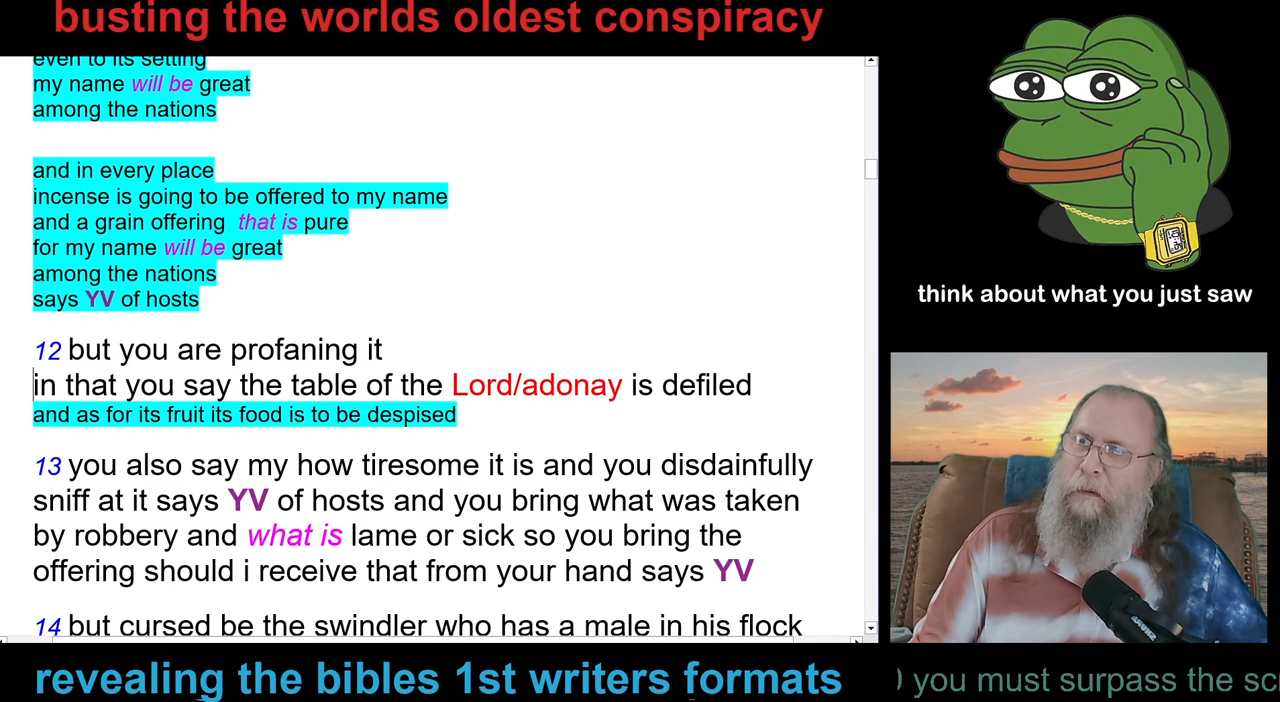 busting the worlds oldest conspiracy
even to its setting
my name will be great
among the nations
and in every place
incense is going to be offered to my name
and a grain offering that is pure
for my name will be great
among the nations
says YV of hosts
12 but you are profaning it
in that you say the table of the Lord/adonay is defiled
and as for its fruit its food is to be despised
13 you also say my how tiresome it is and you disdainfully
sniff at it says YV of hosts and you bring what was taken
by robbery and what is lame or sick so you bring the
offering should i receive that from your hand says YV
14 but cursed be the swindler who has a male in his flock
think about what you just saw
revealing the bibles 1st writers formats
) you must surpass the